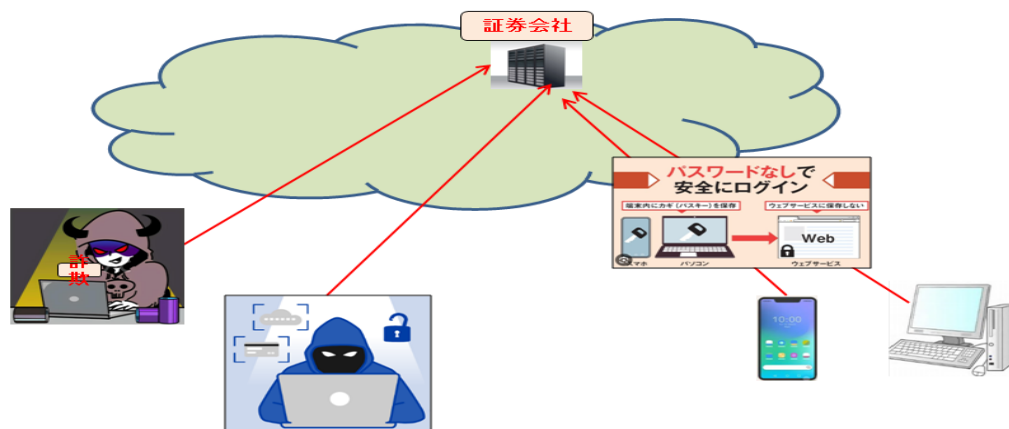 証券会社
パスワードなしで
安全にログイン
端末内にカギ(パスキー)を保存
ウェブサービスに保存しない
Web
スマホ
パソコン
ウェブサービス
詐
欺
10:00